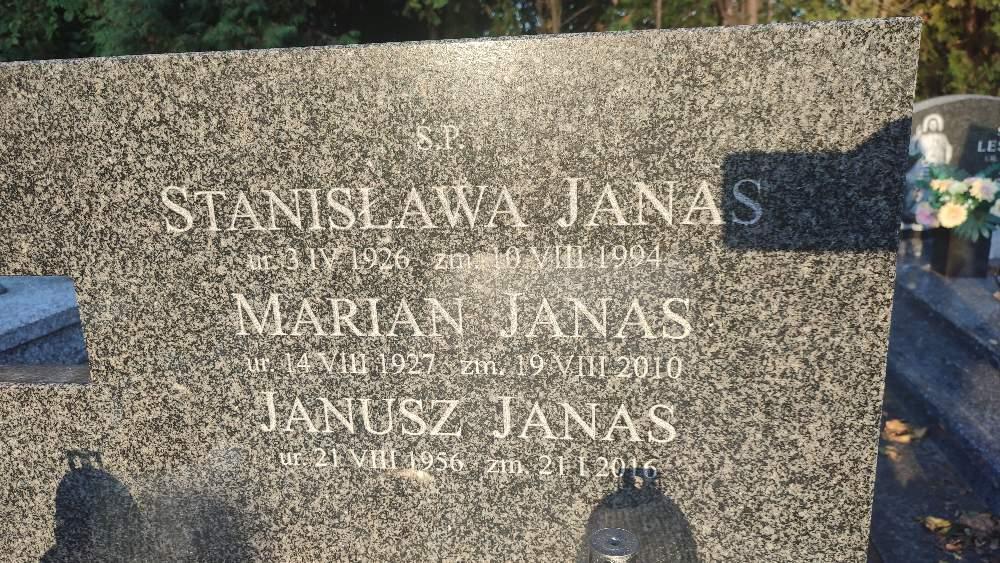 Ś.P.
STANISŁAWA JANAS
ur. 3 IV 1926 zm. 10 VIII 1994
MARIAN JANAS
ur. 14 VIII 1927 zm. 19 VIII 2010
JANUSZ JANAS
ur. 21 VIII 1956 zm. 21 I 2016
LES